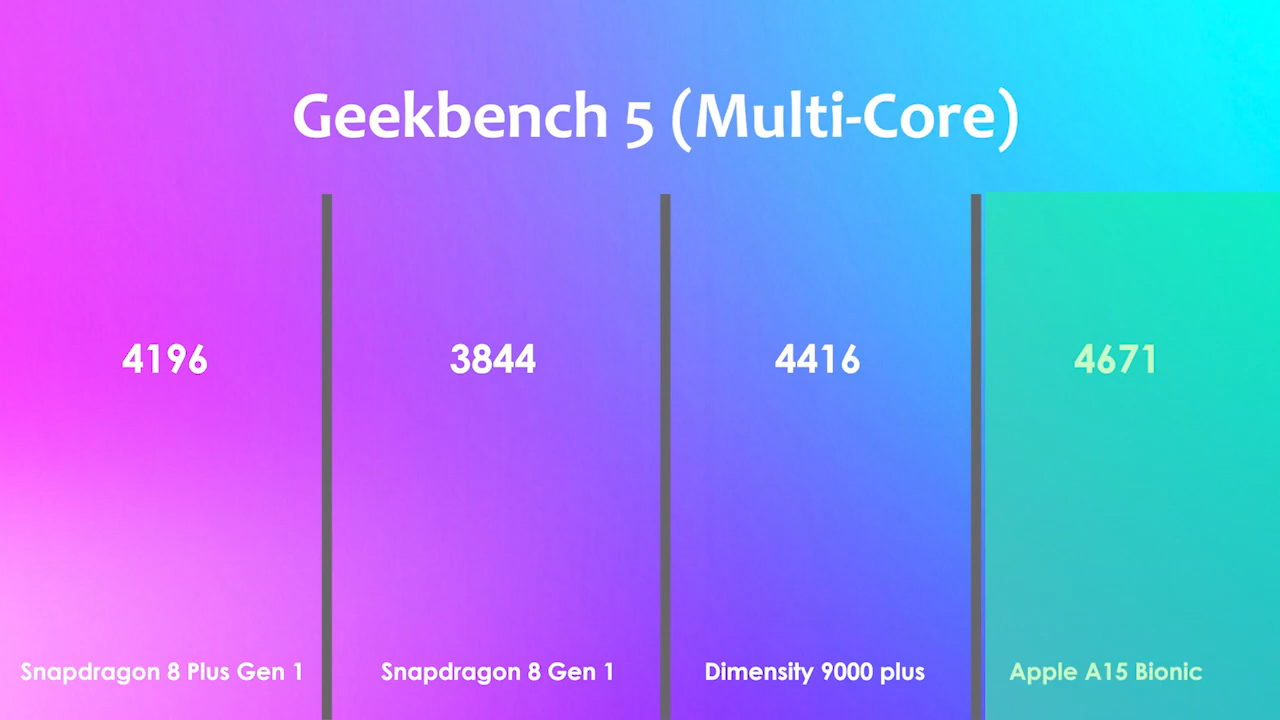 Geekbench 5 (Multi-Core)
4196
3844
4416
4671
Snapdragon 8 Plus Gen 1
Snapdragon 8 Gen 1
Dimensity 9000 plus
Apple A15 Bionic